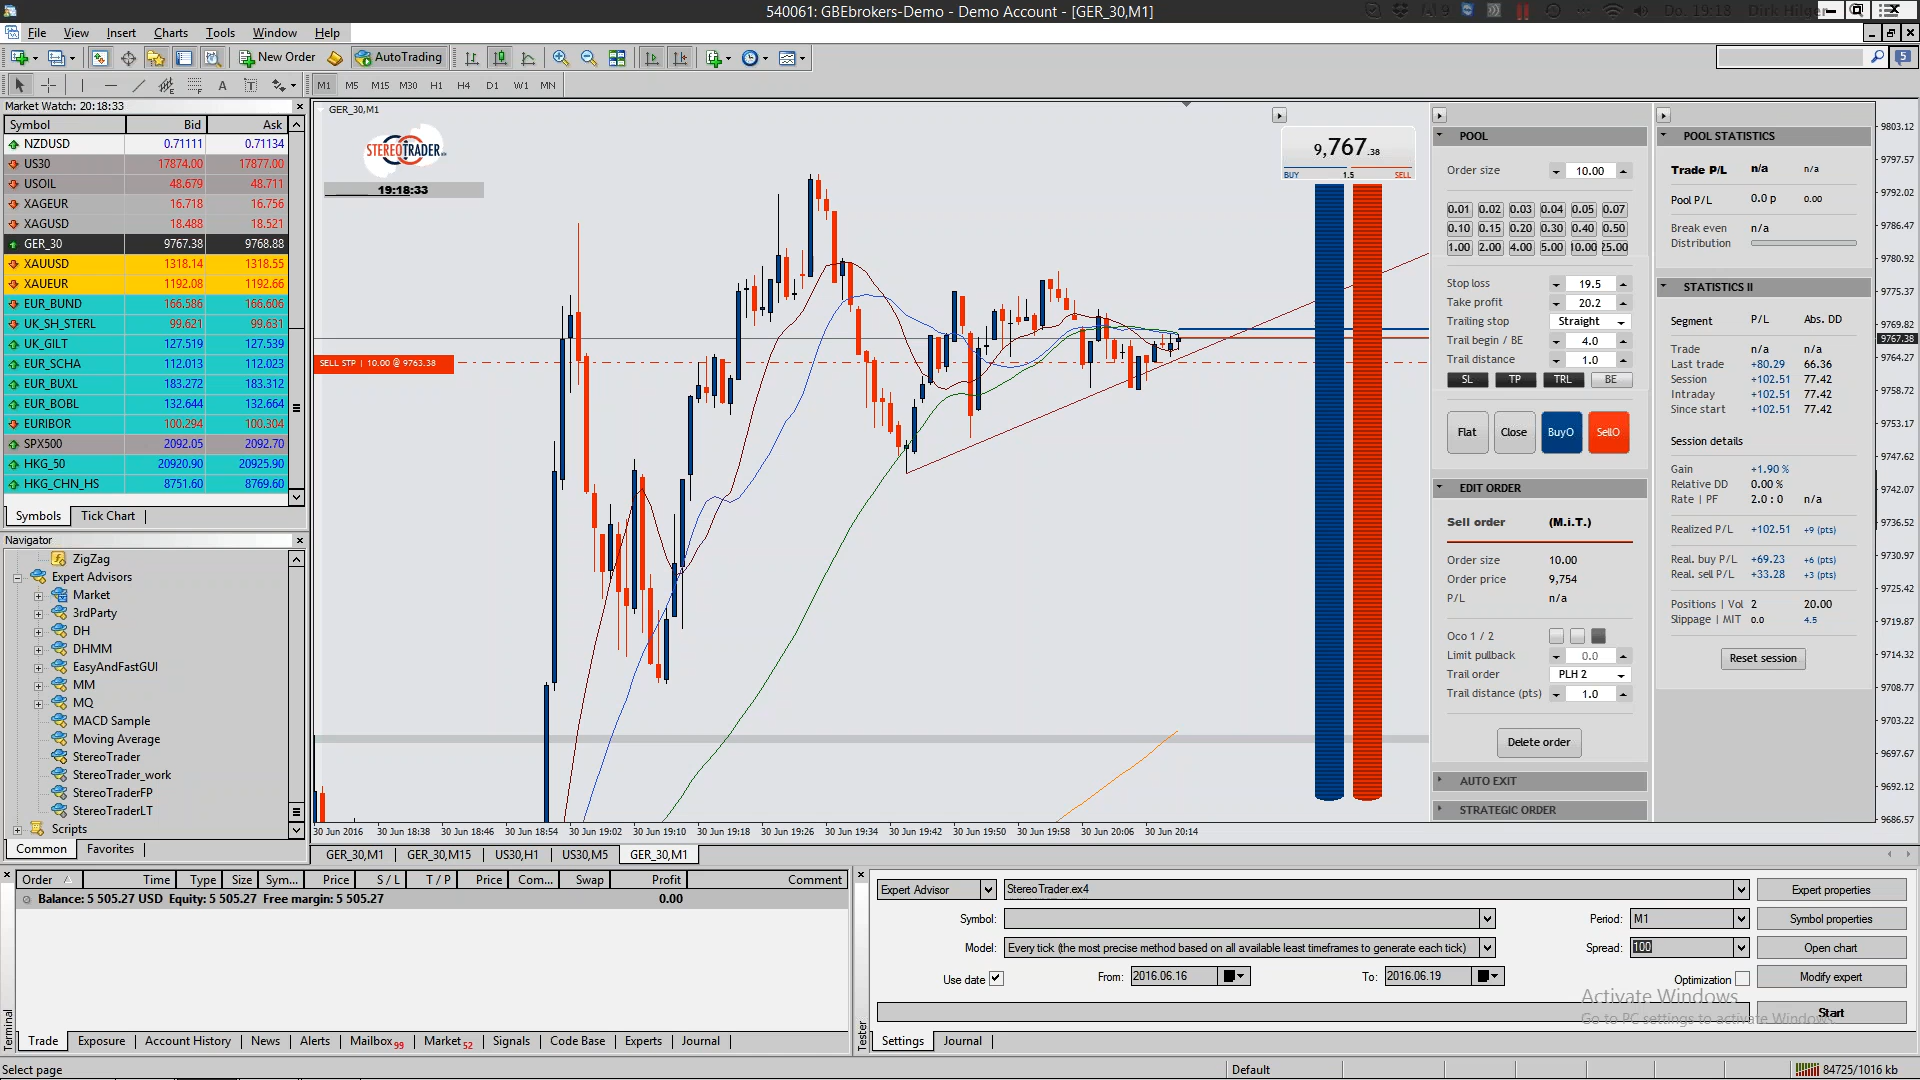 540061: GBEbrokers-Demo - Demo Account - [GER_30,M1]
Do. 19:18 Dirk Hilger
File View Insert Charts Tools Window Help
New Order AutoTrading
5
A T M1 M5 M15 M30 H1 H4 D1 W1 MN
Market Watch: 20:18:33
Symbol Bid Ask
NZDUSD 0.71111 0.71134
US30 17874.00 17877.00
USOIL 48.679 48.711
XAGEUR 16.718 16.756
XAGUSD 18.488 18.521
GER_30 9767.38 9768.88
XAUUSD 1318.14 1318.55
XAUEUR 1192.08 1192.66
EUR_BUND 166.586 166.606
UK_SH_STERL 99.621 99.631
UK_GILT 127.519 127.539
EUR_SCHA 112.013 112.023
EUR_BUXL 183.272 183.312
EUR_BOBL 132.644 132.664
EURIBOR 100.294 100.304
SPX500 2092.05 2092.70
HKG_50 20920.90 20925.90
HKG_CHN_HS 8751.60 8769.60
Symbols Tick Chart
Navigator
ZigZag
Expert Advisors
Market
3rdParty
DH
DHMM
EasyAndFastGUI
MM
MQ
MACD Sample
Moving Average
StereoTrader
StereoTrader_work
StereoTraderFP
StereoTraderLT
Scripts
Common Favorites
GER_30,M1
STEREOTRADER
19:18:33
SELL STP | 10.00 @ 9763.38
9,767.38
BUY 1.5 SELL
30 Jun 2016 30 Jun 18:38 30 Jun 18:46 30 Jun 18:54 30 Jun 19:02 30 Jun 19:10 30 Jun 19:18 30 Jun 19:26 30 Jun 19:34 30 Jun 19:42 30 Jun 19:50 30 Jun 19:58 30 Jun 20:06 30 Jun 20:14
GER_30,M1 GER_30,M15 US30,H1 US30,M5 GER_30,M1
POOL
Order size 10.00
0.01 0.02 0.03 0.04 0.05 0.07
0.10 0.15 0.20 0.30 0.40 0.50
1.00 2.00 4.00 5.00 10.00 25.00
Stop loss 19.5
Take profit 20.2
Trailing stop Straight
Trail begin / BE 4.0
Trail distance 1.0
SL TP TRL BE
Flat Close BuyO SellO
EDIT ORDER
Sell order (M.i.T.)
Order size 10.00
Order price 9,754
P/L n/a
Oco 1 / 2
Limit pullback 0.0
Trail order PLH 2
Trail distance (pts) 1.0
Delete order
AUTO EXIT
STRATEGIC ORDER
POOL STATISTICS
Trade P/L n/a n/a
Pool P/L 0.0 p 0.00
Break even n/a
Distribution
STATISTICS II
Segment P/L Abs. DD
Trade n/a n/a
Last trade +80.29 66.36
Session +102.51 77.42
Intraday +102.51 77.42
Since start +102.51 77.42
Session details
Gain +1.90 %
Relative DD 0.00 %
Rate | PF 2.0 : 0 n/a
Realized P/L +102.51 +9 (pts)
Real. buy P/L +69.23 +6 (pts)
Real. sell P/L +33.28 +3 (pts)
Positions | Vol 2 20.00
Slippage | MIT 0.0 4.5
Reset session
9803.12
9797.57
9792.02
9786.47
9780.92
9775.37
9769.82
9767.38
9764.27
9758.72
9753.17
9747.62
9742.07
9736.52
9730.97
9725.42
9719.87
9714.32
9708.77
9703.22
9697.67
9692.12
9686.57
Order Time Type Size Sym... Price S / L T / P Price Com... Swap Profit Comment
Balance: 5 505.27 USD Equity: 5 505.27 Free margin: 5 505.27 0.00
Terminal
Trade Exposure Account History News Alerts Mailbox 99 Market 52 Signals Code Base Experts Journal
Expert Advisor StereoTrader.ex4 Expert properties
Symbol: Period: M1 Symbol properties
Model: Every tick (the most precise method based on all available least timeframes to generate each tick) Spread: 100 Open chart
Use date From: 2016.06.16 To: 2016.06.19 Optimization Modify expert
Activate Windows
Go to PC settings to activate Windows.
Start
Tester
Settings Journal
Select page Default 84725/1016 kb